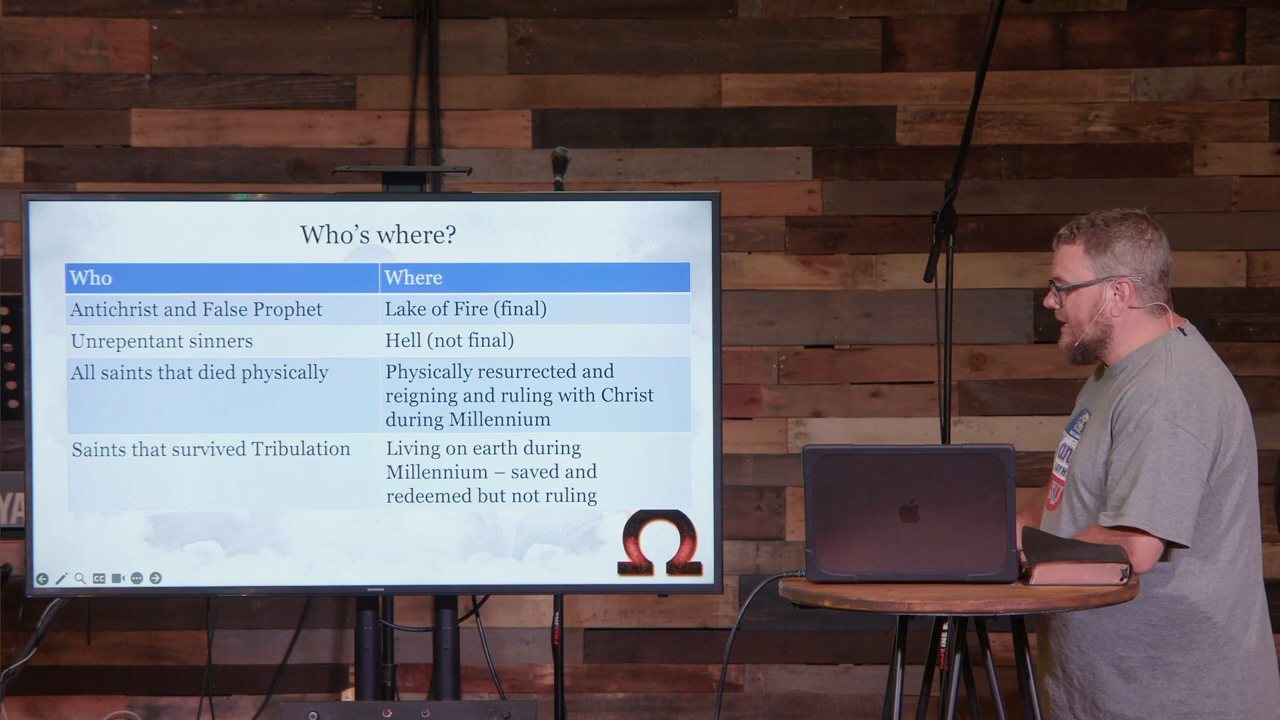 Who's where?
Who Where
Antichrist and False Prophet Lake of Fire (final)
Unrepentant sinners Hell (not final)
All saints that died physically Physically resurrected and
reigning and ruling with Christ
during Millennium
Saints that survived Tribulation Living on earth during
Millennium – saved and
redeemed but not ruling
Ω
CC
YA